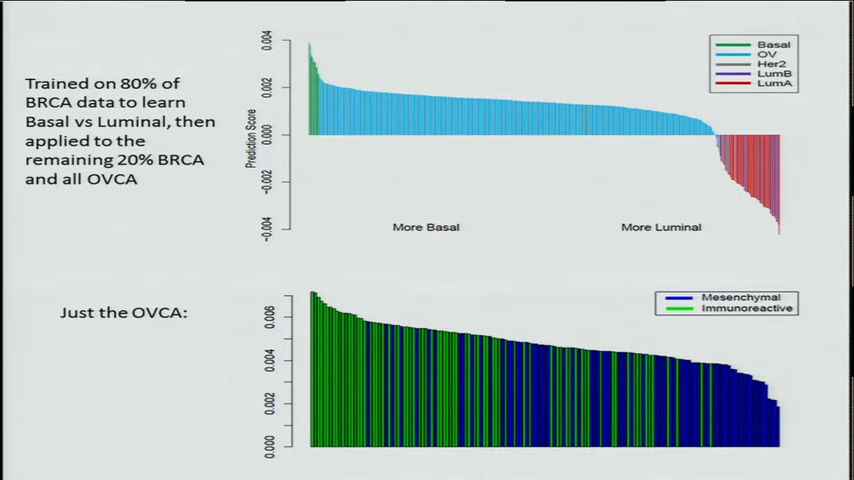 Trained on 80% of
BRCA data to learn
Basal vs Luminal, then
applied to the
remaining 20% BRCA
and all OVCA
Prediction Score
0.004
0.002
0.000
−0.002
−0.004
Basal
OV
Her2
LumB
LumA
More Basal
More Luminal
Just the OVCA:
0.006
0.004
0.002
0.000
Mesenchymal
Immunoreactive